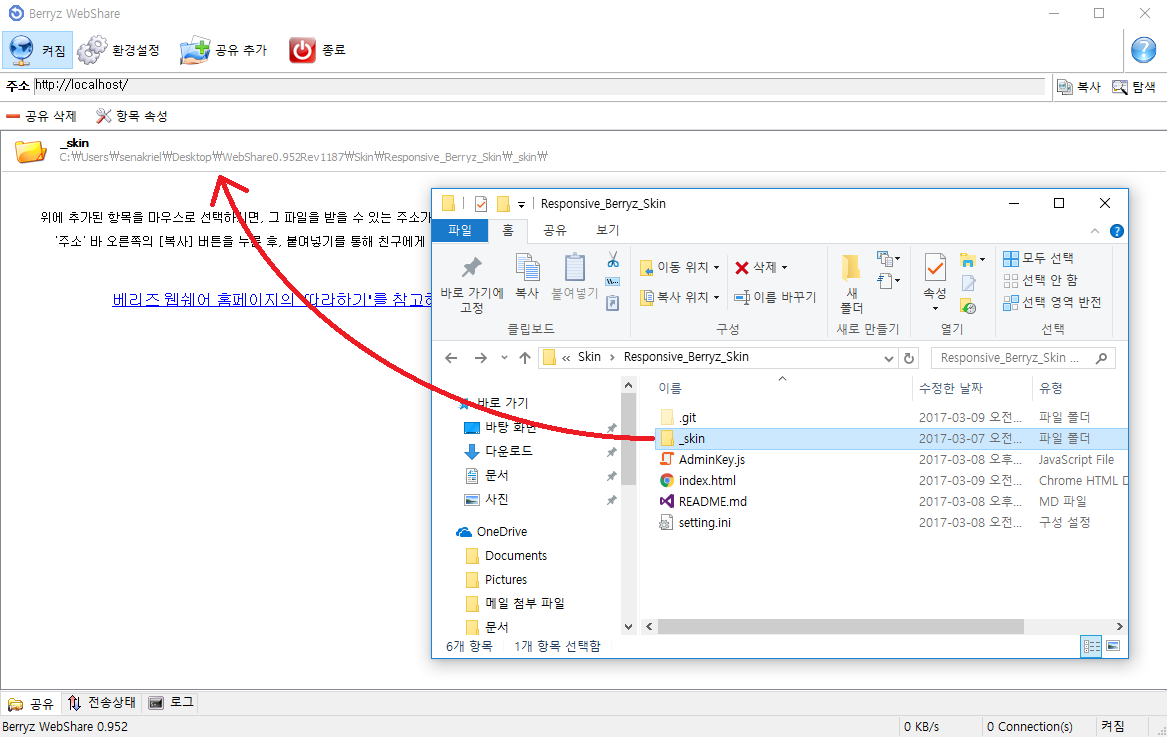 Berryz WebShare
켜짐 환경설정 공유 추가 종료
주소 http://localhost/ 복사 탐색
공유 삭제 항목 속성
_skin
C:₩Users₩senakriel₩Desktop₩WebShare0.952Rev1187₩Skin₩Responsive_Berryz_Skin₩_skin₩
위에 추가된 항목을 마우스로 선택하시면, 그 파일을 받을 수 있는 주소가
'주소' 바 오른쪽의 [복사] 버튼을 누른 후, 붙여넣기를 통해 친구에게
베리즈 웹쉐어 홈페이지의 '따라하기'를 참고하
Responsive_Berryz_Skin
파일 홈 공유 보기
바로 가기에 고정
복사
붙여넣기
클립보드
이동 위치
복사 위치
삭제
이름 바꾸기
구성
새 폴더
새로 만들기
속성
열기
모두 선택
선택 안 함
선택 영역 반전
선택
« Skin › Responsive_Berryz_Skin
Responsive_Berryz_Skin ...
바로 가기
바탕 화면
다운로드
문서
사진
OneDrive
Documents
Pictures
메일 첨부 파일
문서
이름 수정한 날짜 유형
.git 2017-03-09 오전... 파일 폴더
_skin 2017-03-07 오전... 파일 폴더
AdminKey.js 2017-03-08 오후... JavaScript File
index.html 2017-03-09 오전... Chrome HTML D
README.md 2017-03-08 오후... MD 파일
setting.ini 2017-03-08 오전... 구성 설정
6개 항목 1개 항목 선택함
공유 전송상태 로그
Berryz WebShare 0.952 0 KB/s 0 Connection(s) 켜짐